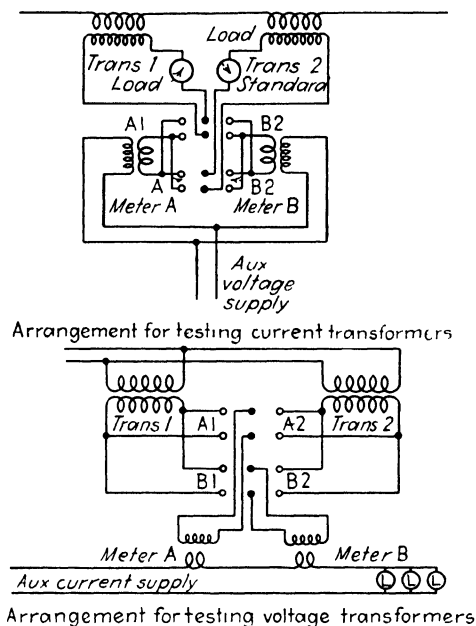 Load
Trans 1
Load
Trans 2
Standard
A1
B2
A
B2
Meter A
Meter B
Aux
voltage
supply
Arrangement for testing current transformers
Trans 1
A1
A2
Trans 2
B1
B2
Meter A
Meter B
Aux current supply
L L L
Arrangement for testing voltage transformers